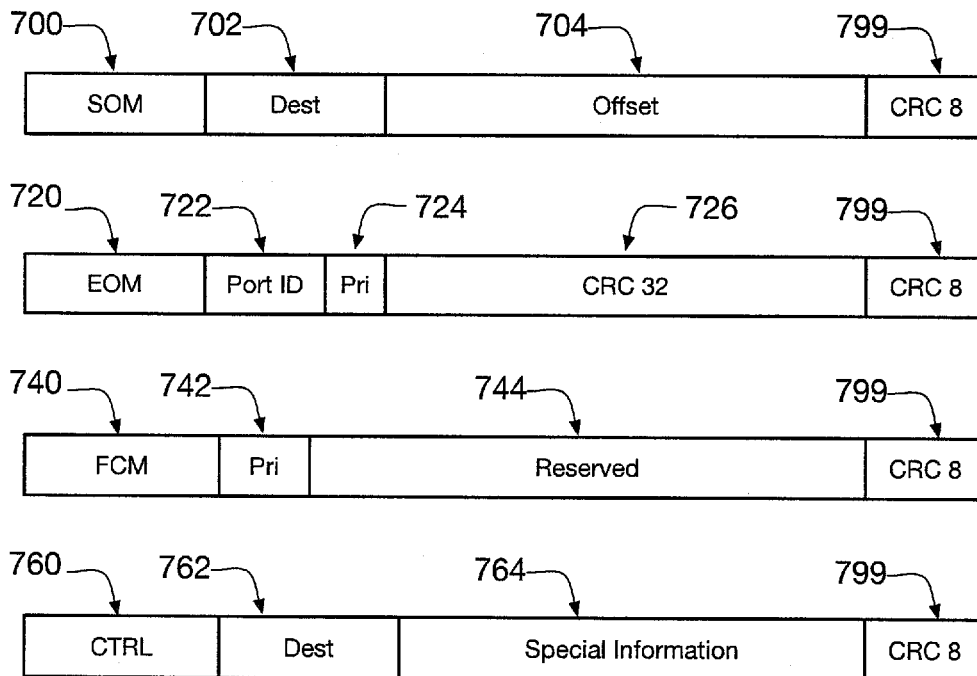 700 702 704 799
SOM Dest Offset CRC 8
720 722 724 726 799
EOM Port ID Pri CRC 32 CRC 8
740 742 744 799
FCM Pri Reserved CRC 8
760 762 764 799
CTRL Dest Special Information CRC 8